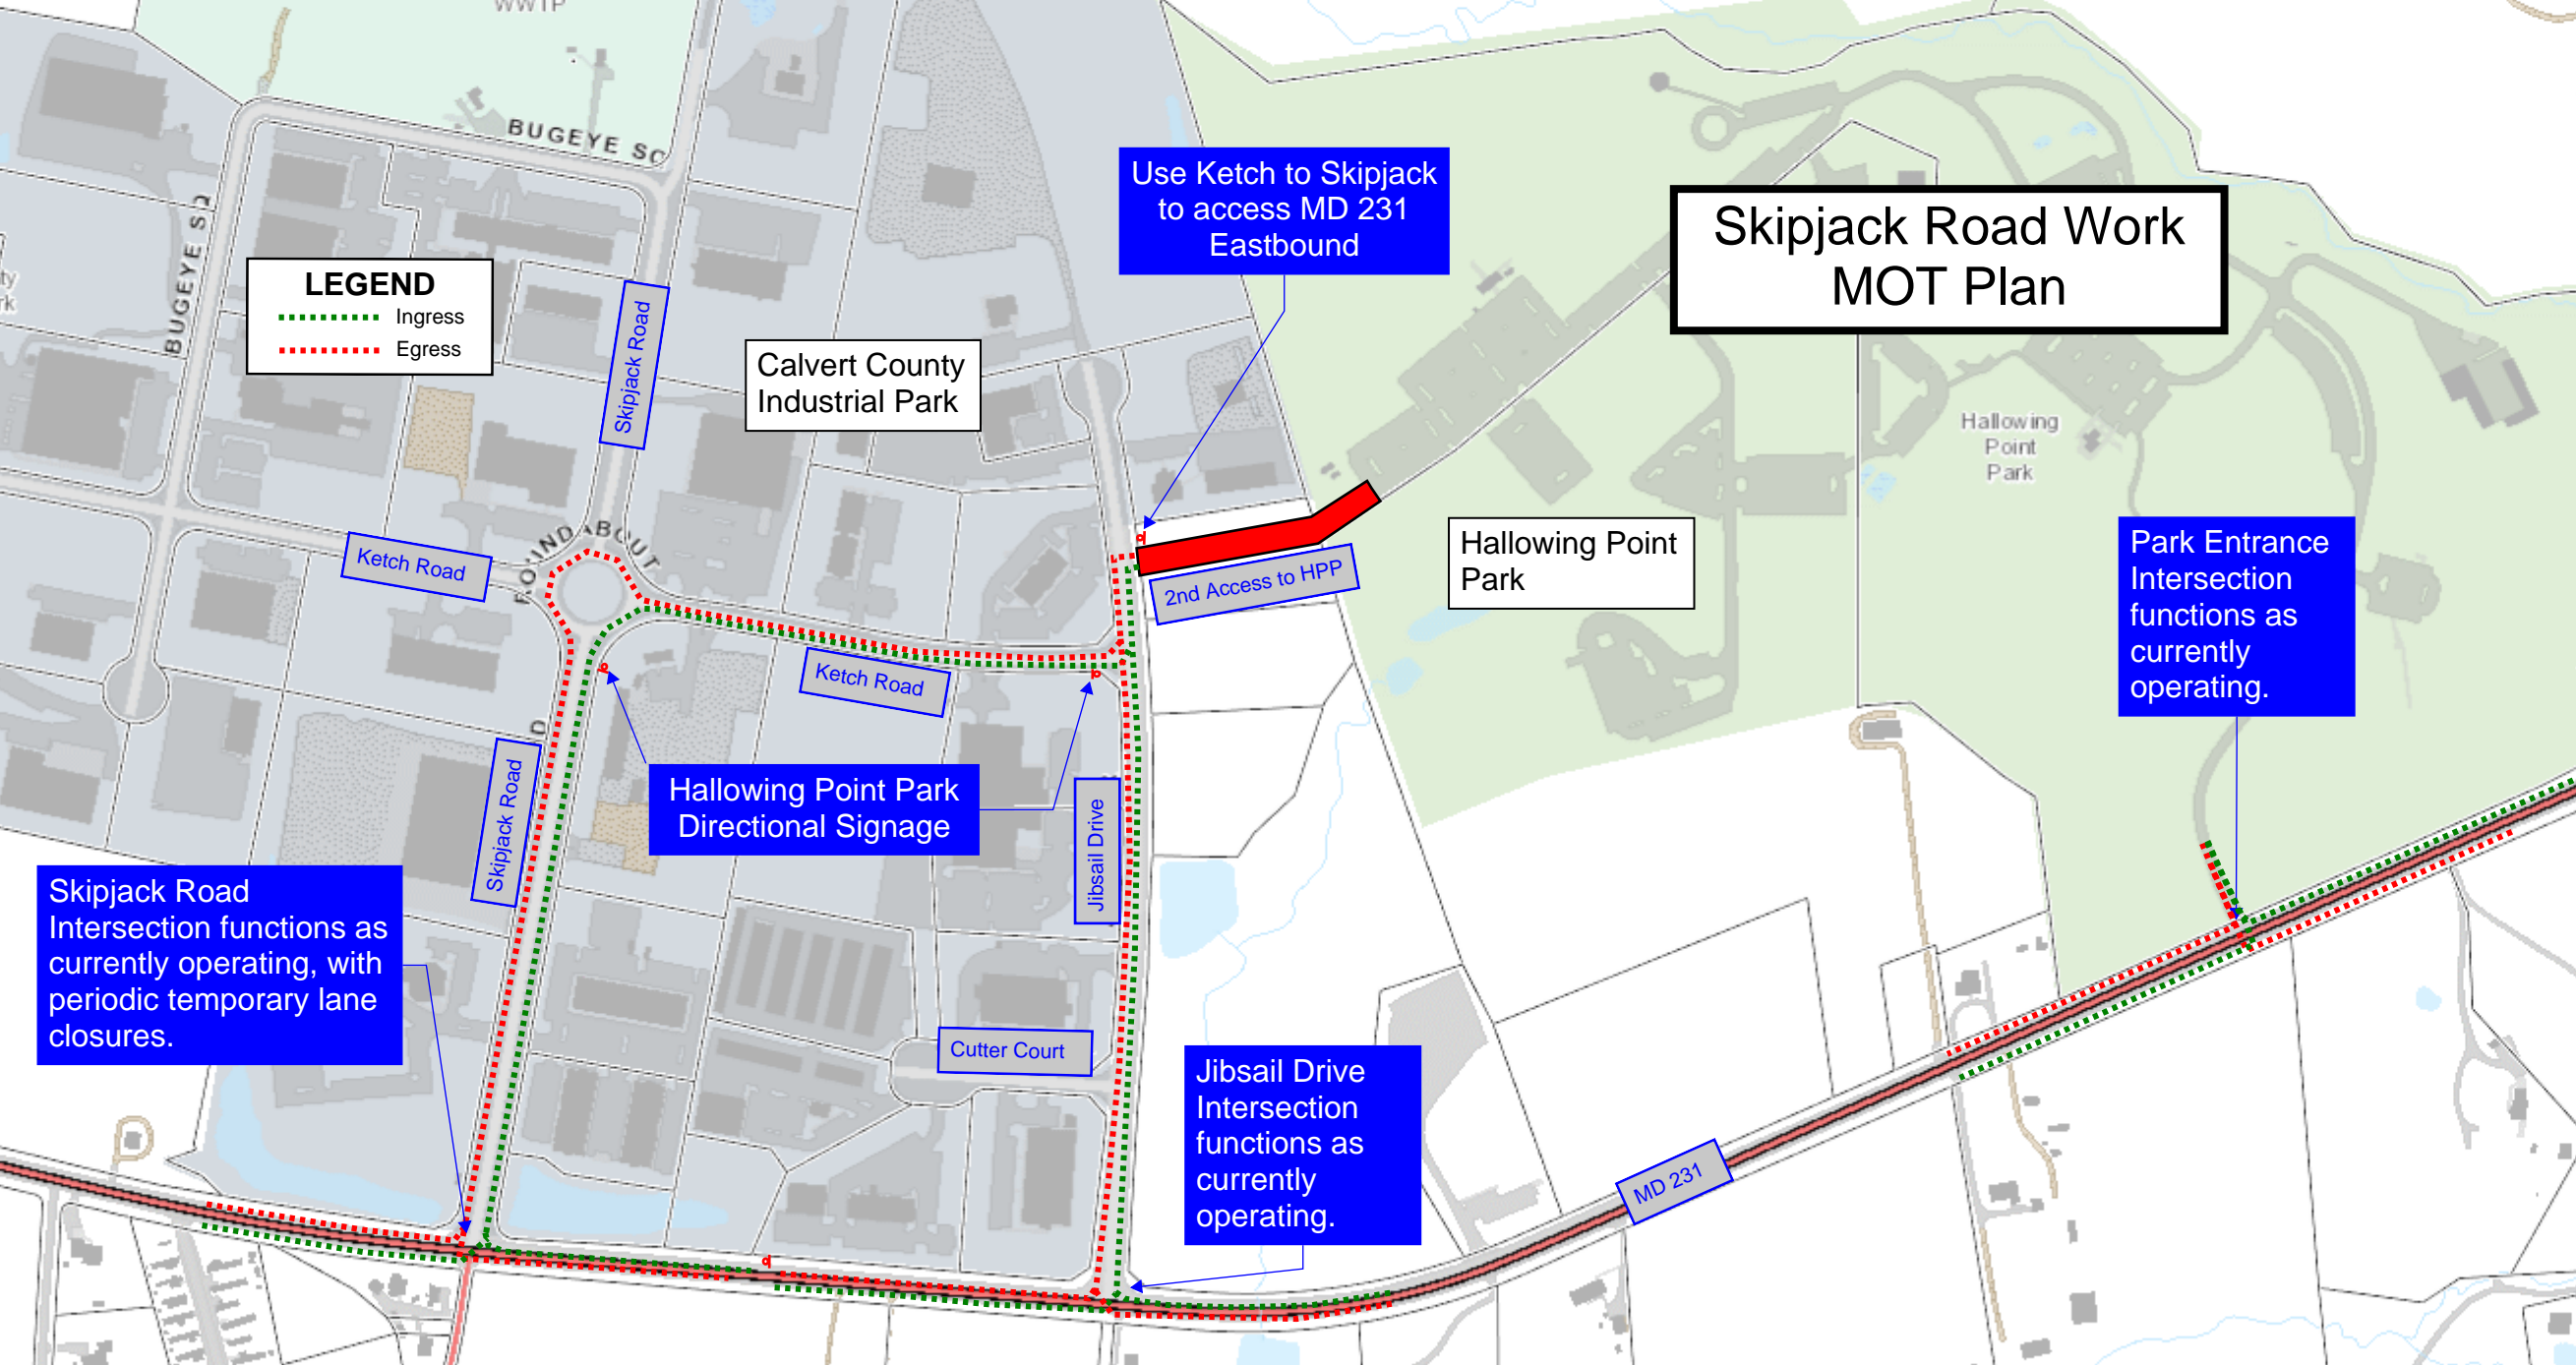 WWTP
BUGEYE SQ
BUGEYE SQ
Use Ketch to Skipjack
to access MD 231
Eastbound
Skipjack Road Work
MOT Plan
LEGEND
Ingress
Egress
Skipjack Road
Calvert County
Industrial Park
Hallowing
Point
Park
ROUNDABOUT
Ketch Road
2nd Access to HPP
Hallowing Point
Park
Park Entrance
Intersection
functions as
currently
operating.
Ketch Road
Skipjack Road
Hallowing Point Park
Directional Signage
Jibsail Drive
Skipjack Road
Intersection functions as
currently operating, with
periodic temporary lane
closures.
Cutter Court
Jibsail Drive
Intersection
functions as
currently
operating.
MD 231